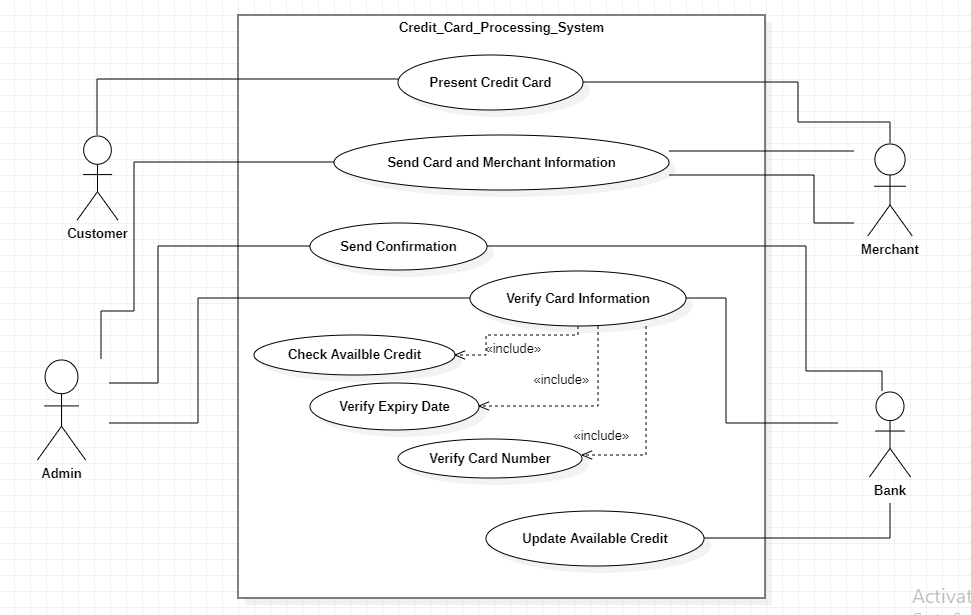 Credit_Card_Processing_System
Present Credit Card
Send Card and Merchant Information
Customer
Send Confirmation
Merchant
Verify Card Information
«include»
Check Availble Credit
«include»
Verify Expiry Date
«include»
Verify Card Number
Admin
Bank
Update Available Credit
Activat